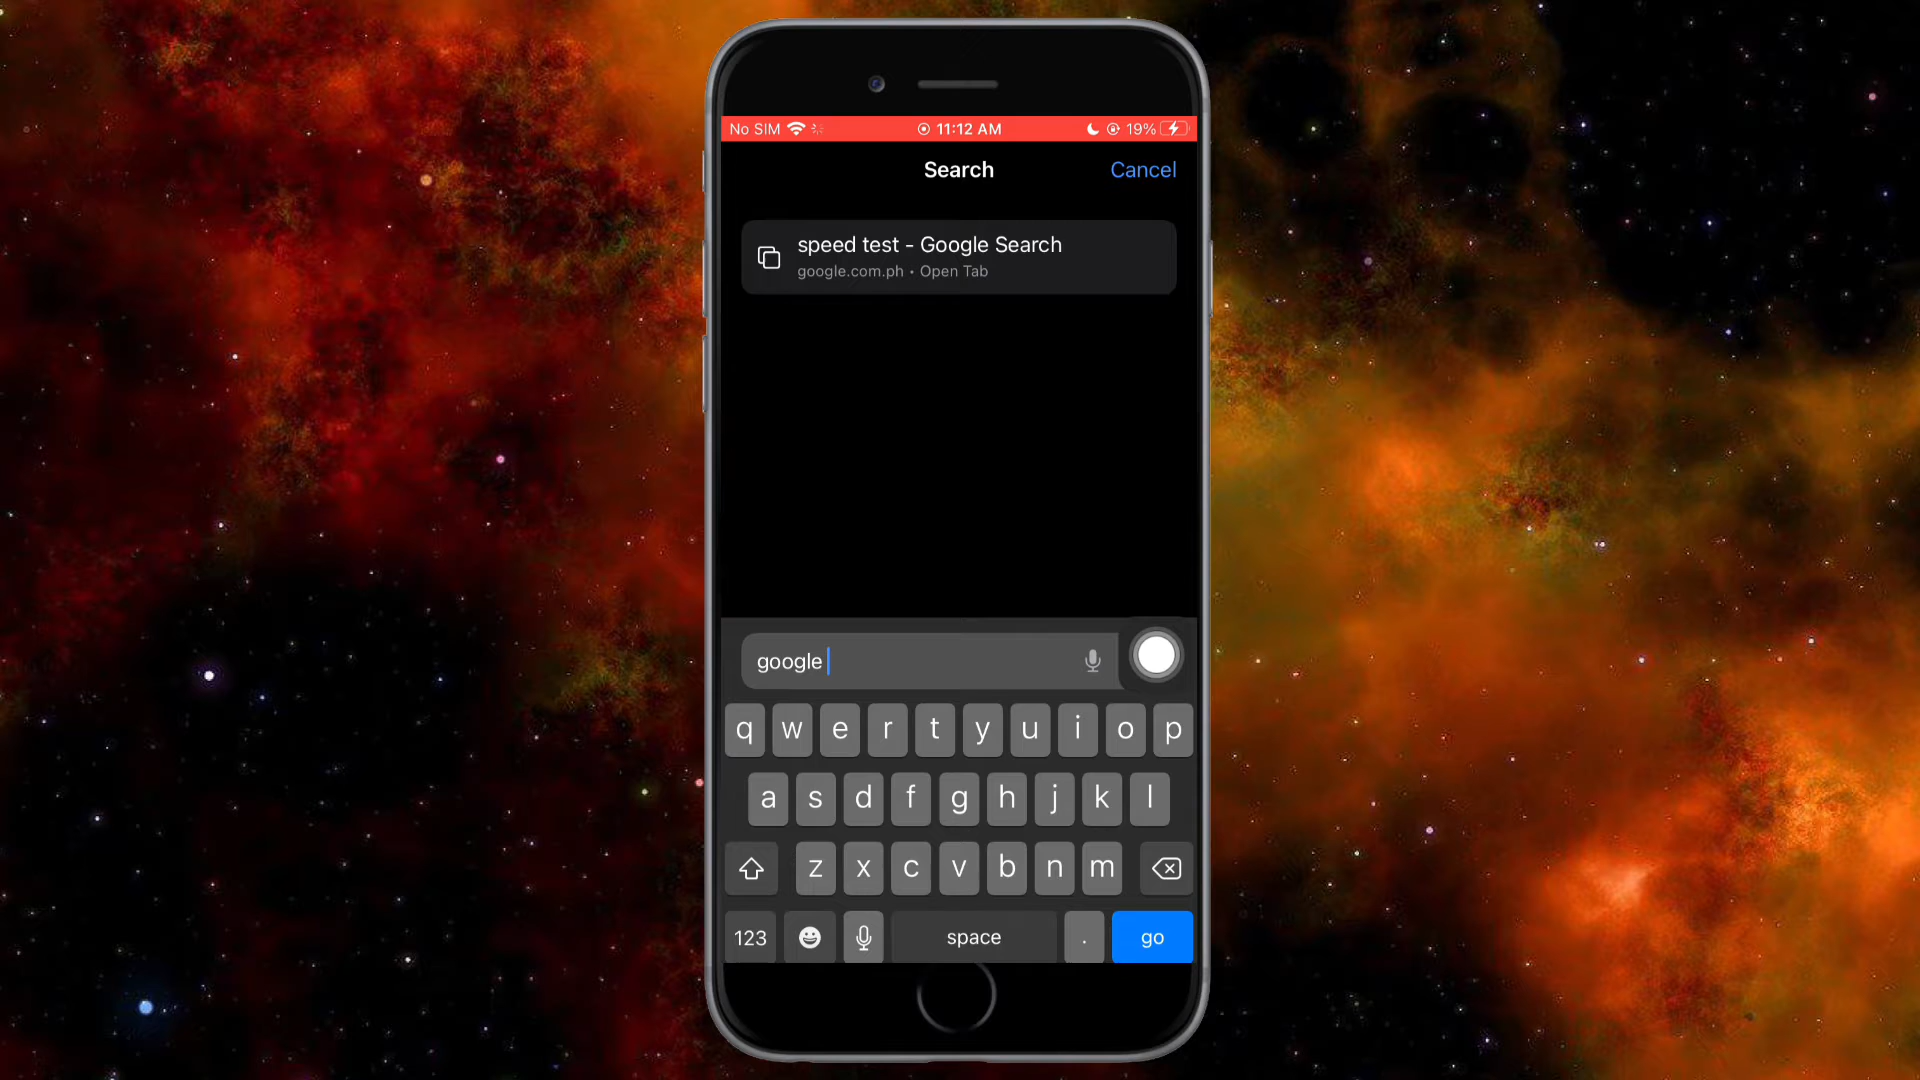 No SIM 11:12 AM 19%
Search Cancel
speed test - Google Search
google.com.ph • Open Tab
google
q w e r t y u i o p
a s d f g h j k l
z x c v b n m
123 space . go